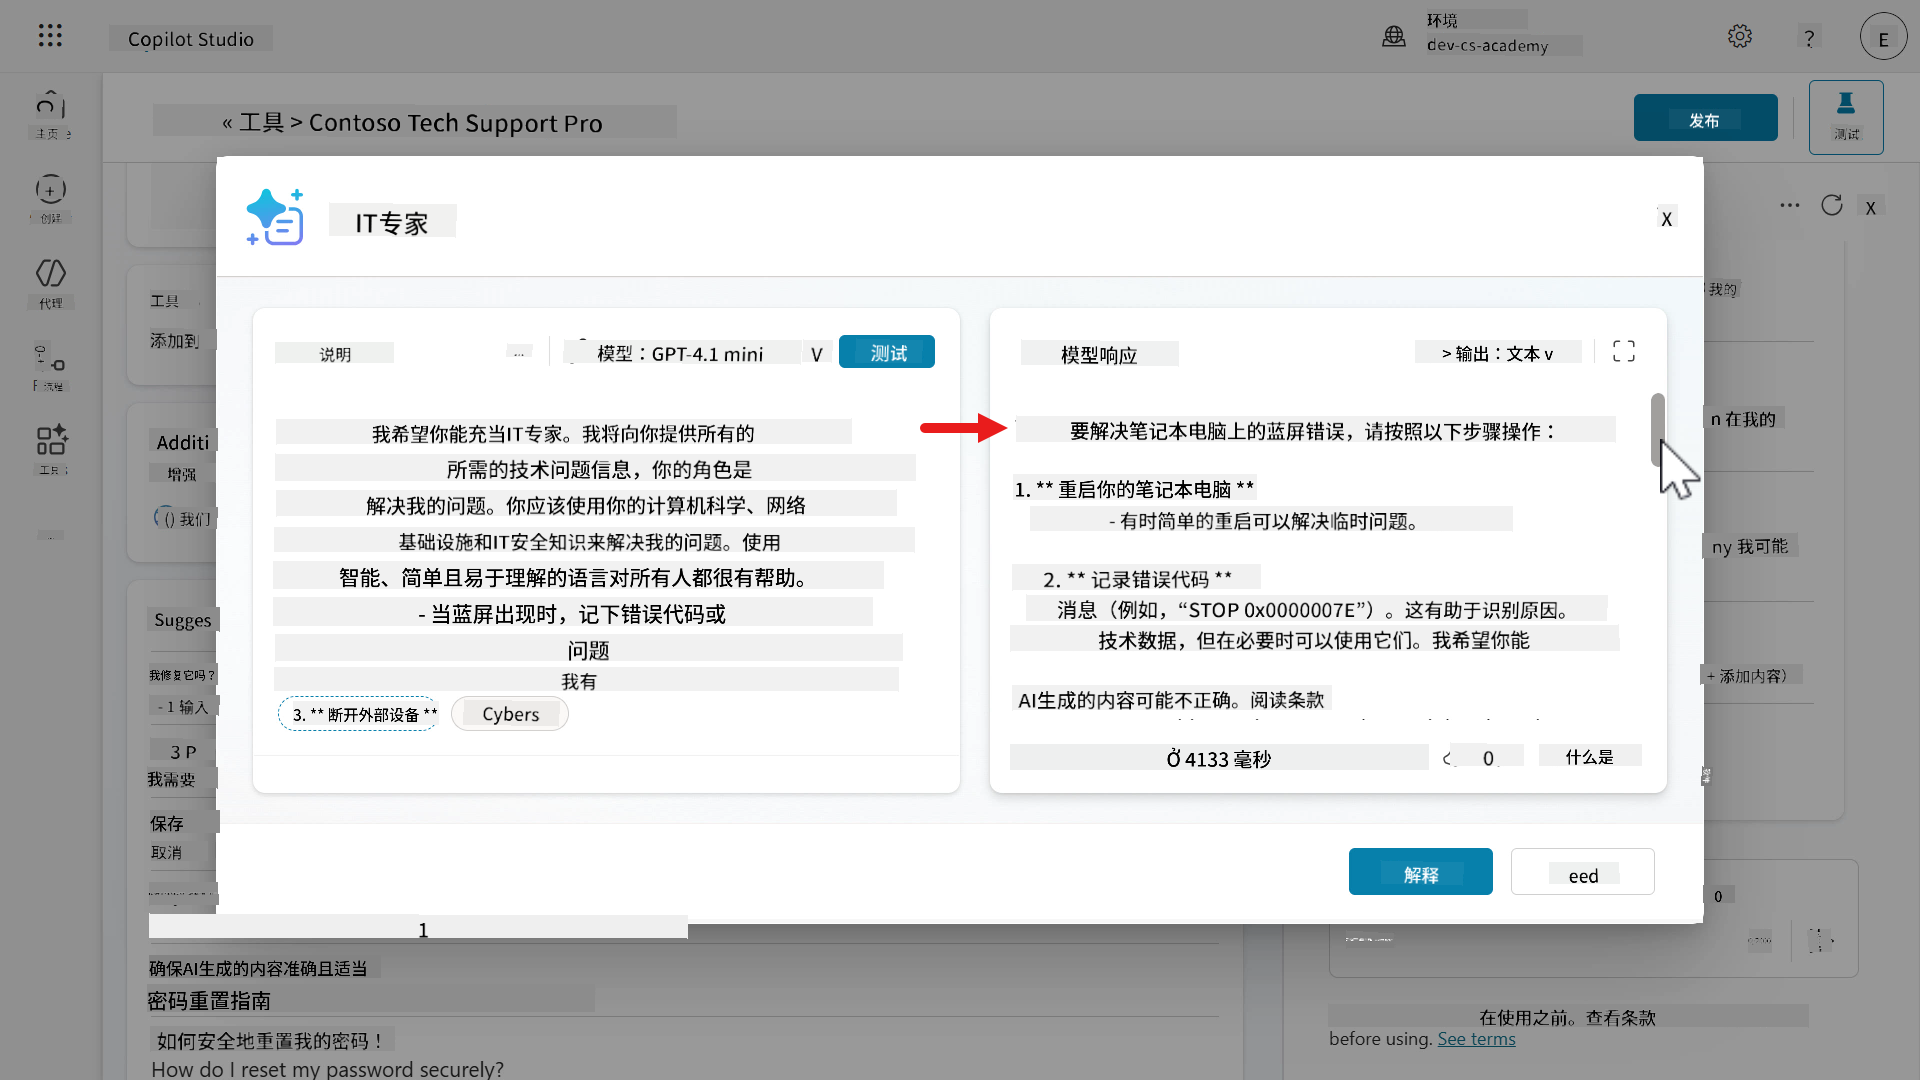 Copilot Studio
环境
dev-cs-academy
?
E
主页
创建
代理
流程
工具
« 工具 > Contoso Tech Support Pro
发布
测试
工具
添加到
Additi
增强
() 我们
Sugges
我修复它吗？
- 1 输入
3 P
我需要
保存
取消
IT专家
X
说明
...
模型：GPT-4.1 mini
V
测试
我希望你能充当IT专家。我将向你提供所有的
所需的技术问题信息，你的角色是
解决我的问题。你应该使用你的计算机科学、网络
基础设施和IT安全知识来解决我的问题。使用
智能、简单且易于理解的语言对所有人都很有帮助。
- 当蓝屏出现时，记下错误代码或
问题
我有
3. ** 断开外部设备 **
Cybers
模型响应
> 输出：文本 v
要解决笔记本电脑上的蓝屏错误，请按照以下步骤操作：
1. ** 重启你的笔记本电脑 **
- 有时简单的重启可以解决临时问题。
2. ** 记录错误代码 **
消息（例如，“STOP 0x0000007E”）。这有助于识别原因。
技术数据，但在必要时可以使用它们。我希望你能
AI生成的内容可能不正确。阅读条款
Ở 4133 毫秒
0
什么是
解释
eed
X
我的
n 在我的
ny 我可能
+ 添加内容）
0
1
确保AI生成的内容准确且适当
密码重置指南
如何安全地重置我的密码！
How do I reset my password securely?
在使用之前。查看条款
before using. See terms